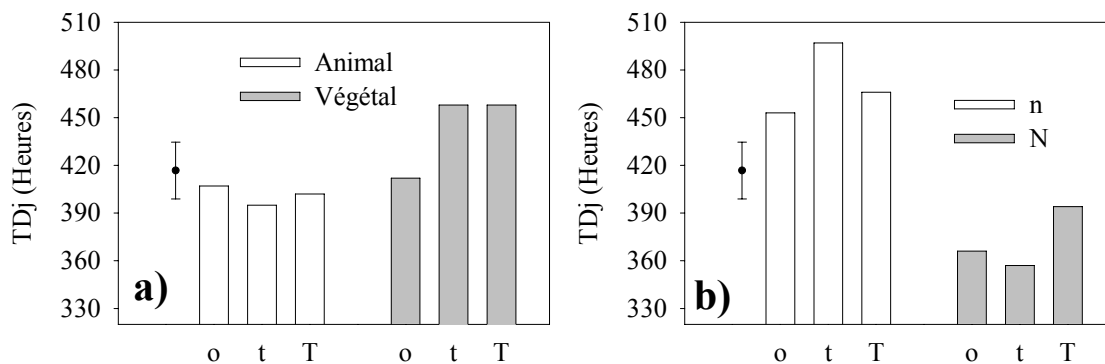 510
480
450
420
390
360
330
TDj (Heures)
Animal
Végétal
a)
o t T o t T
510
480
450
420
390
360
330
TDj (Heures)
n
N
b)
o t T o t T